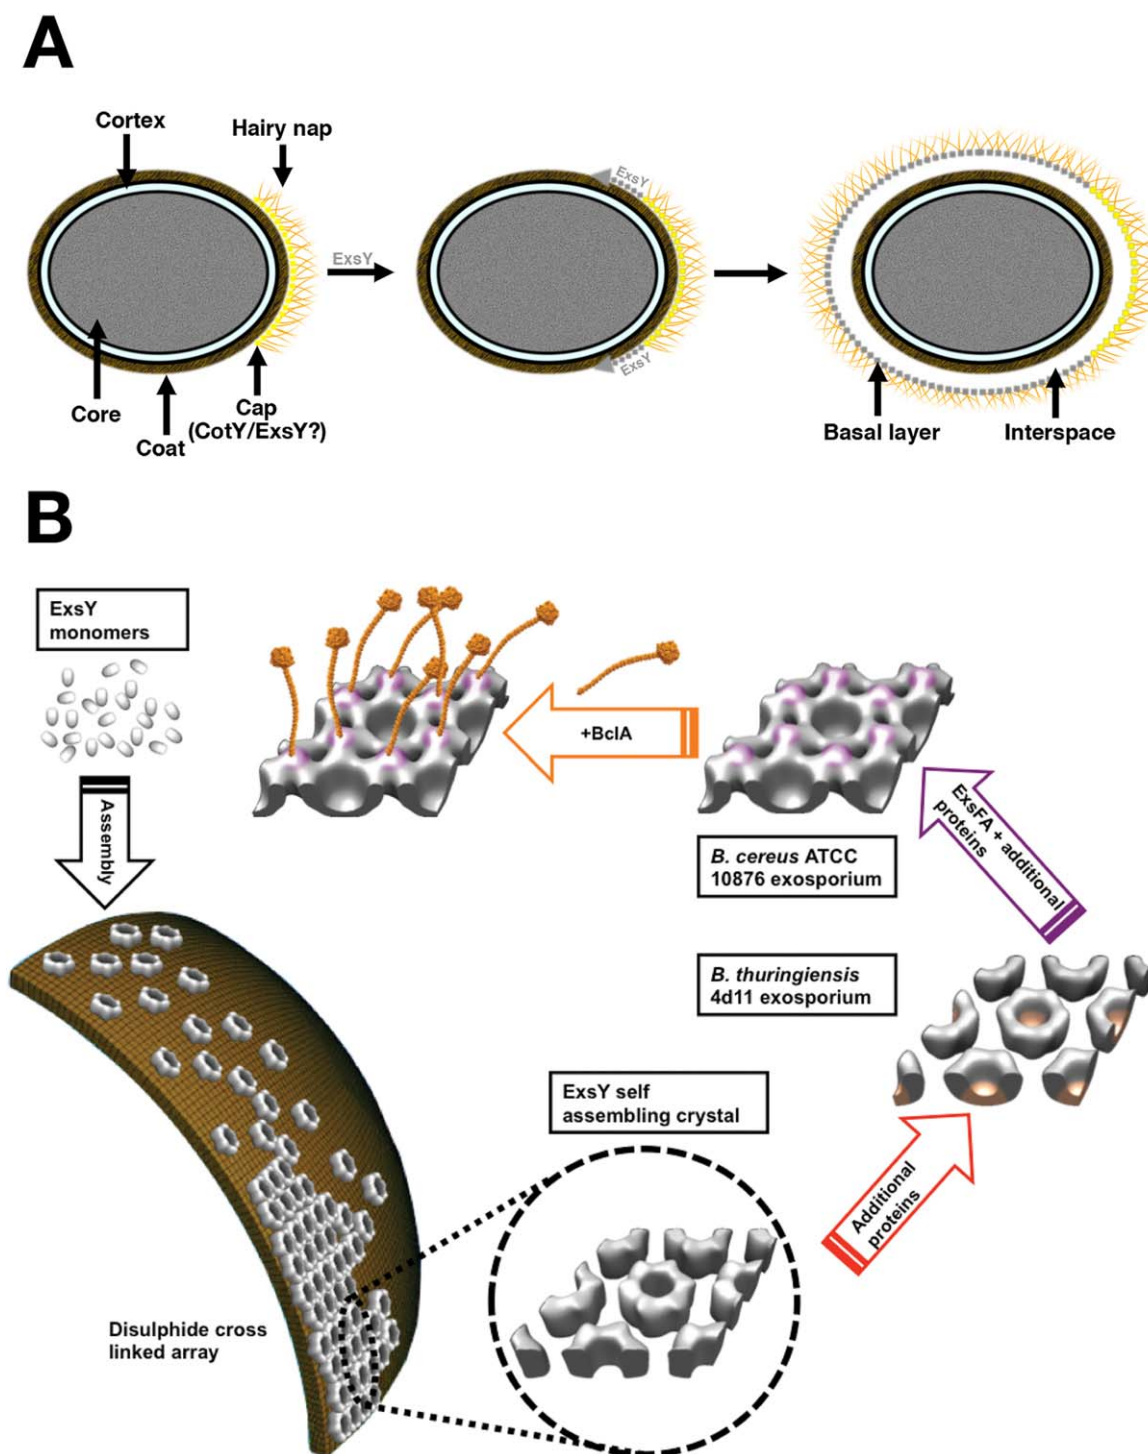 A
Cortex
Hairy nap
ExsY
ExsY
ExsY
Core
Coat
Cap
(CotY/ExsY?)
Basal layer
Interspace
B
ExsY
monomers
Assembly
+BclA
B. cereus ATCC
10876 exosporium
ExsFA + additional
proteins
B. thuringiensis
4d11 exosporium
ExsY self
assembling crystal
Additional
proteins
Disulphide cross
linked array